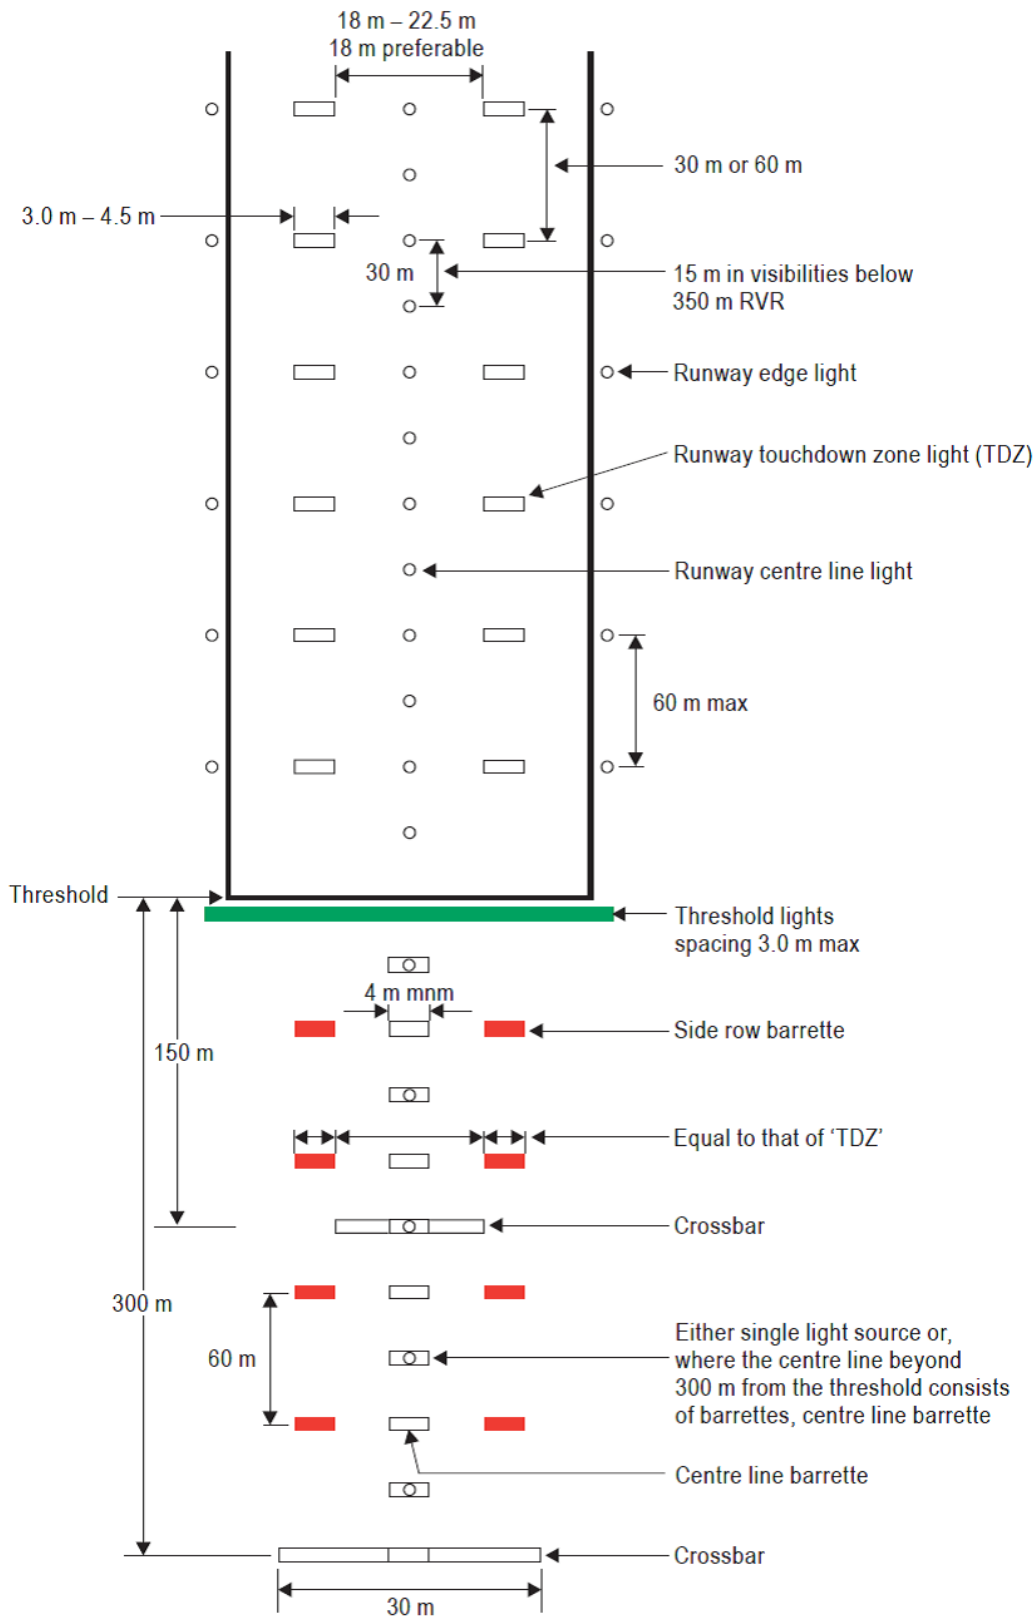 18 m – 22.5 m
18 m preferable
30 m or 60 m
3.0 m – 4.5 m
30 m
15 m in visibilities below
350 m RVR
Runway edge light
Runway touchdown zone light (TDZ)
Runway centre line light
60 m max
Threshold
Threshold lights
spacing 3.0 m max
4 m mnm
Side row barrette
150 m
Equal to that of ‘TDZ’
Crossbar
300 m
60 m
Either single light source or,
where the centre line beyond
300 m from the threshold consists
of barrettes, centre line barrette
Centre line barrette
Crossbar
30 m